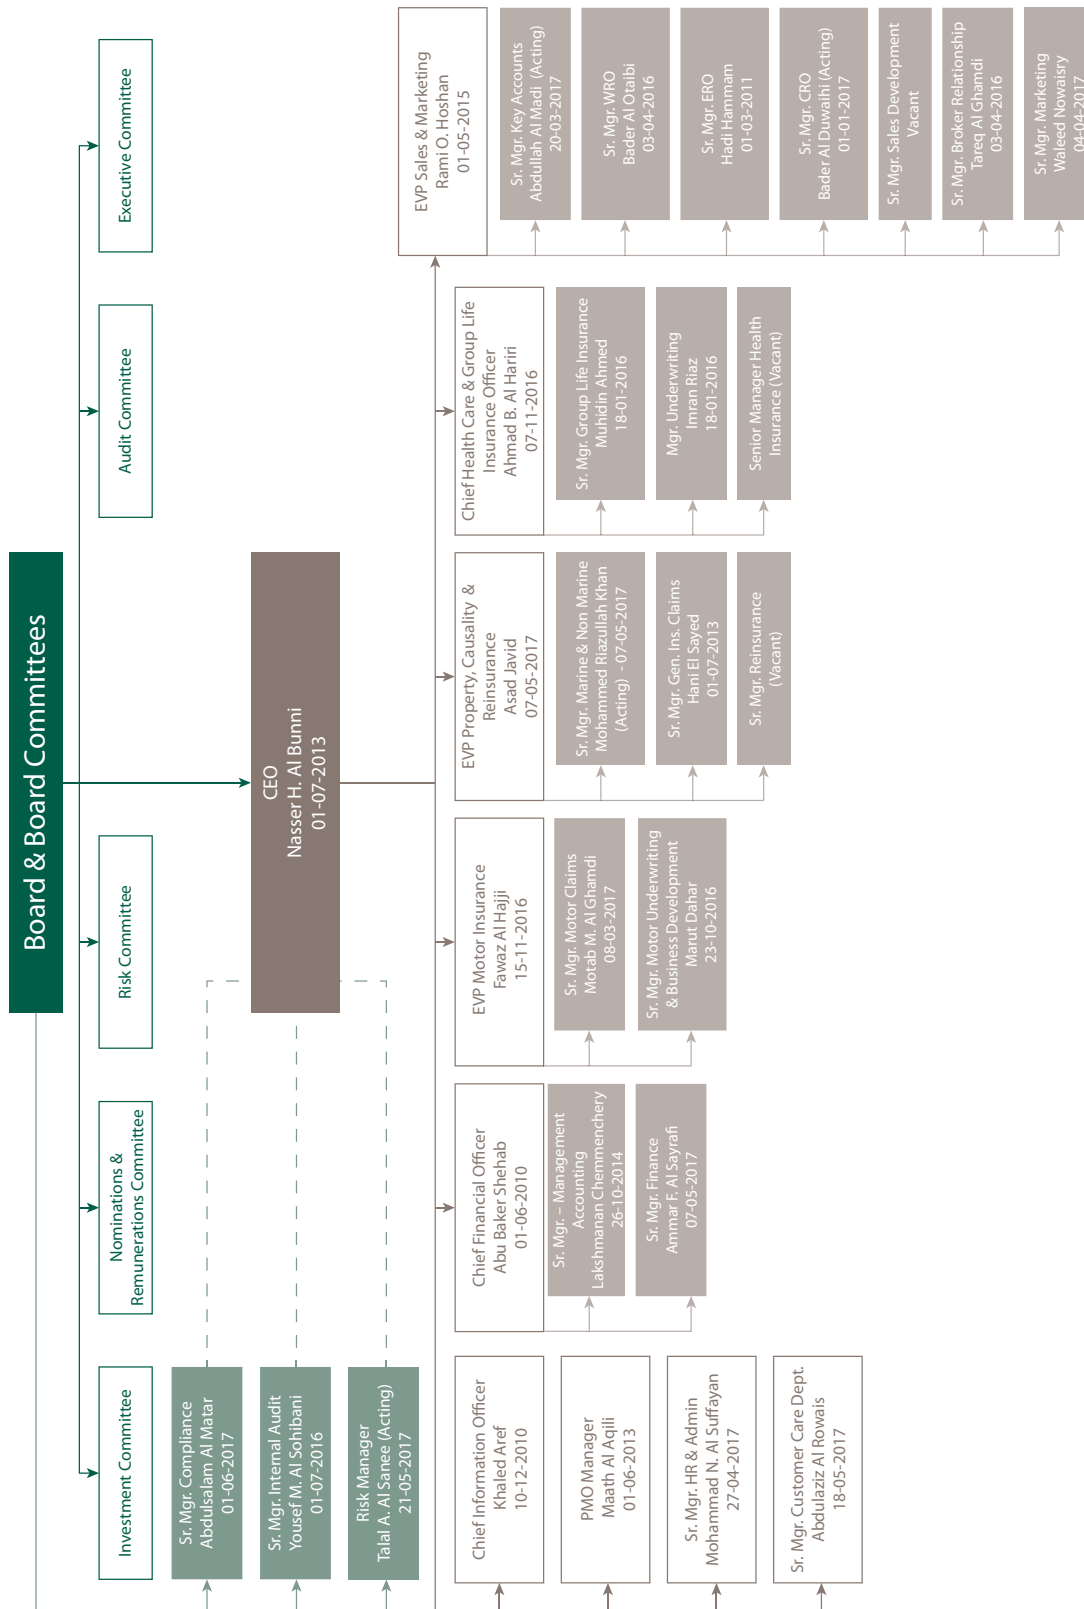 Board & Board Committees
Investment Committee
Nominations &
Remunerations Committee
Risk Committee
Audit Committee
Executive Committee
Sr. Mgr. Compliance
Abdulsalam Al Matar
01-06-2017
Sr. Mgr. Internal Audit
Yousef M. Al Sohibani
01-07-2016
Risk Manager
Talal A. Al Sanee (Acting)
21-05-2017
CEO
Nasser H. Al Bunni
01-07-2013
Chief Information Officer
Khaled Aref
10-12-2010
PMO Manager
Maath Al Aqili
01-06-2013
Sr. Mgr. HR & Admin
Mohammad N. Al Suffayan
27-04-2017
Sr. Mgr. Customer Care Dept.
Abdulaziz Al Rowais
18-05-2017
Chief Financial Officer
Abu Baker Shehab
01-06-2010
Sr. Mgr. – Management
Accounting
Lakshmanan Chemmenchery
26-10-2014
Sr. Mgr. Finance
Ammar F. Al Sayrafi
07-05-2017
EVP Motor Insurance
Fawaz Al Hajji
15-11-2016
Sr. Mgr. Motor Claims
Motab M. Al Ghamdi
08-03-2017
Sr. Mgr. Motor Underwriting
& Business Development
Marut Dahar
23-10-2016
EVP Property, Causality &
Reinsurance
Asad Javid
07-05-2017
Sr. Mgr. Marine & Non Marine
Mohammed Riazullah Khan
(Acting) - 07-05-2017
Sr. Mgr. Gen. Ins. Claims
Hani El Sayed
01-07-2013
Sr. Mgr. Reinsurance
(Vacant)
Chief Health Care & Group Life
Insurance Officer
Ahmad B. Al Hariri
07-11-2016
Sr. Mgr. Group Life Insurance
Muhidin Ahmed
18-01-2016
Mgr. Underwriting
Imran Riaz
18-01-2016
Senior Manager Health
Insurance (Vacant)
EVP Sales & Marketing
Rami O. Hoshan
01-05-2015
Sr. Mgr. Key Accounts
Abdullah Al Madi (Acting)
20-03-2017
Sr. Mgr. WRO
Bader Al Otaibi
03-04-2016
Sr. Mgr. ERO
Hadi Hammam
01-03-2011
Sr. Mgr. CRO
Bader Al Duwaihi (Acting)
01-01-2017
Sr. Mgr. Sales Development
Vacant
Sr. Mgr. Broker Relationship
Tareq Al Ghamdi
03-04-2016
Sr. Mgr. Marketing
Waleed Nowaisry
04-04-2017